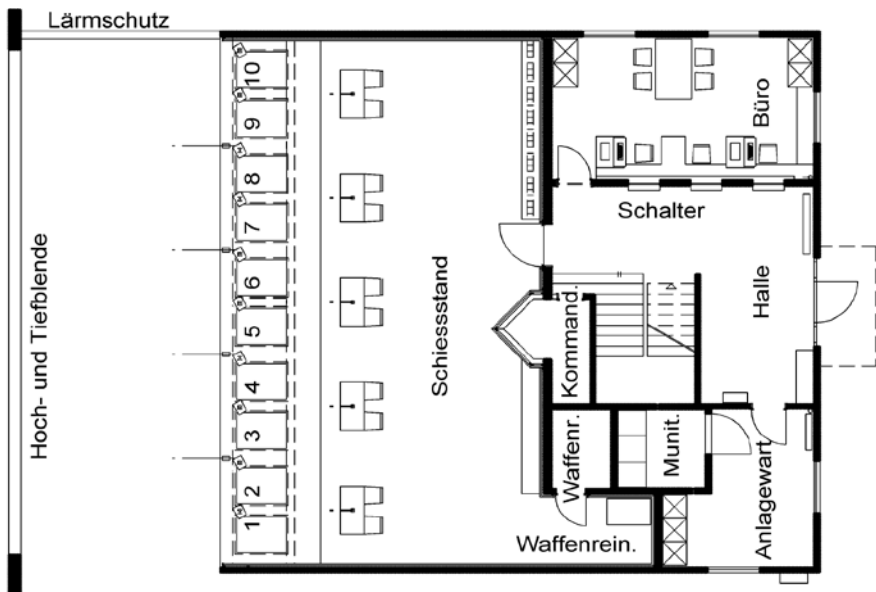 Lärmschutz
Hoch- und Tiefblende
10
9
8
7
6
5
4
3
2
1
Schiessstand
Büro
Schalter
Halle
Kommand.
Waffenr.
Munit.
Anlagewart
Waffenrein.